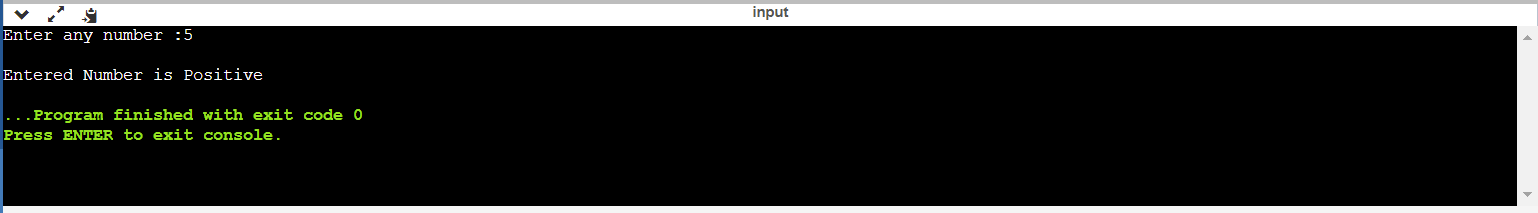 input
Enter any number :5
Entered Number is Positive
...Program finished with exit code 0
Press ENTER to exit console.